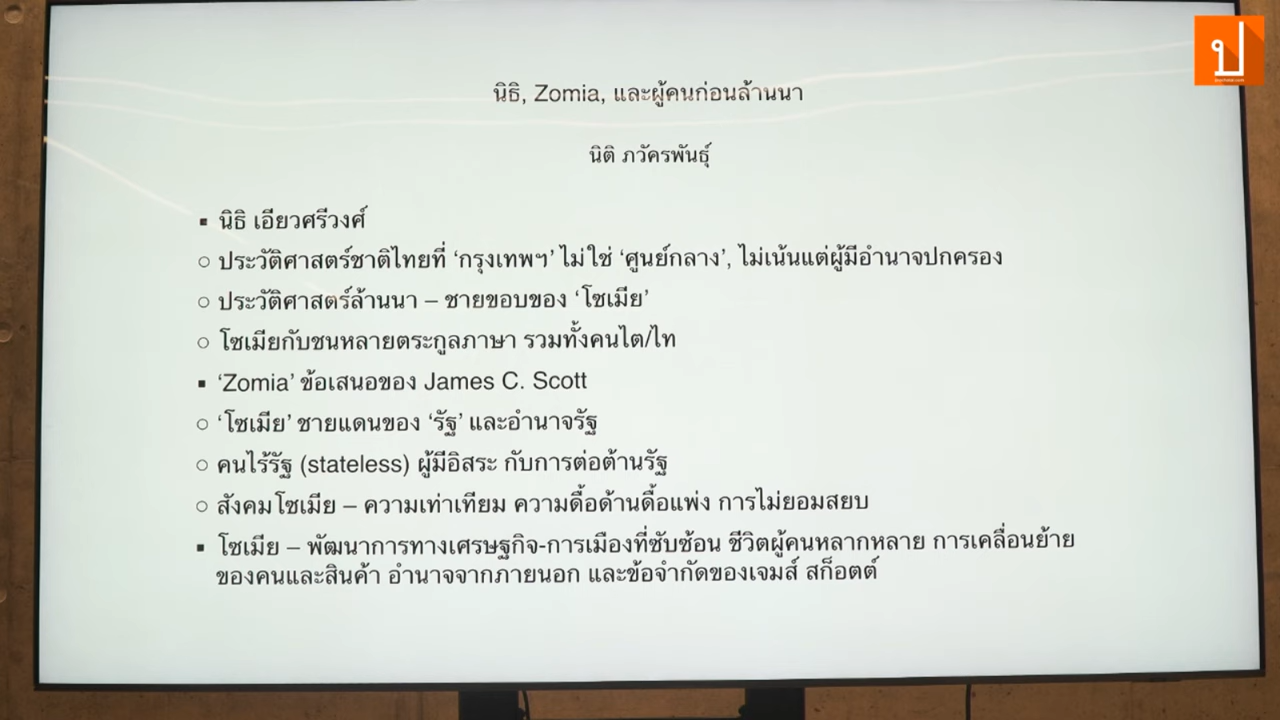 ป
นิธิ, Zomia, และผู้คนก่อนล้านนา
นิติ ภวัครพันธุ์
▪ นิธิ เอียวศรีวงศ์
○ ประวัติศาสตร์ชาติไทยที่ ‘กรุงเทพฯ’ ไม่ใช่ ‘ศูนย์กลาง’, ไม่เน้นแต่ผู้มีอำนาจปกครอง
○ ประวัติศาสตร์ล้านนา – ชายขอบของ ‘โซเมีย’
○ โซเมียกับชนหลายตระกูลภาษา รวมทั้งคนไต/ไท
▪ ‘Zomia’ ข้อเสนอของ James C. Scott
○ ‘โซเมีย’ ชายแดนของ ‘รัฐ’ และอำนาจรัฐ
○ คนไร้รัฐ (stateless) ผู้มีอิสระ กับการต่อต้านรัฐ
○ สังคมโซเมีย – ความเท่าเทียม ความดื้อด้านดื้อแพ่ง การไม่ยอมสยบ
▪ โซเมีย – พัฒนาการทางเศรษฐกิจ-การเมืองที่ซับซ้อน ชีวิตผู้คนหลากหลาย การเคลื่อนย้าย
ของคนและสินค้า อำนาจจากภายนอก และข้อจำกัดของเจมส์ สก็อตต์